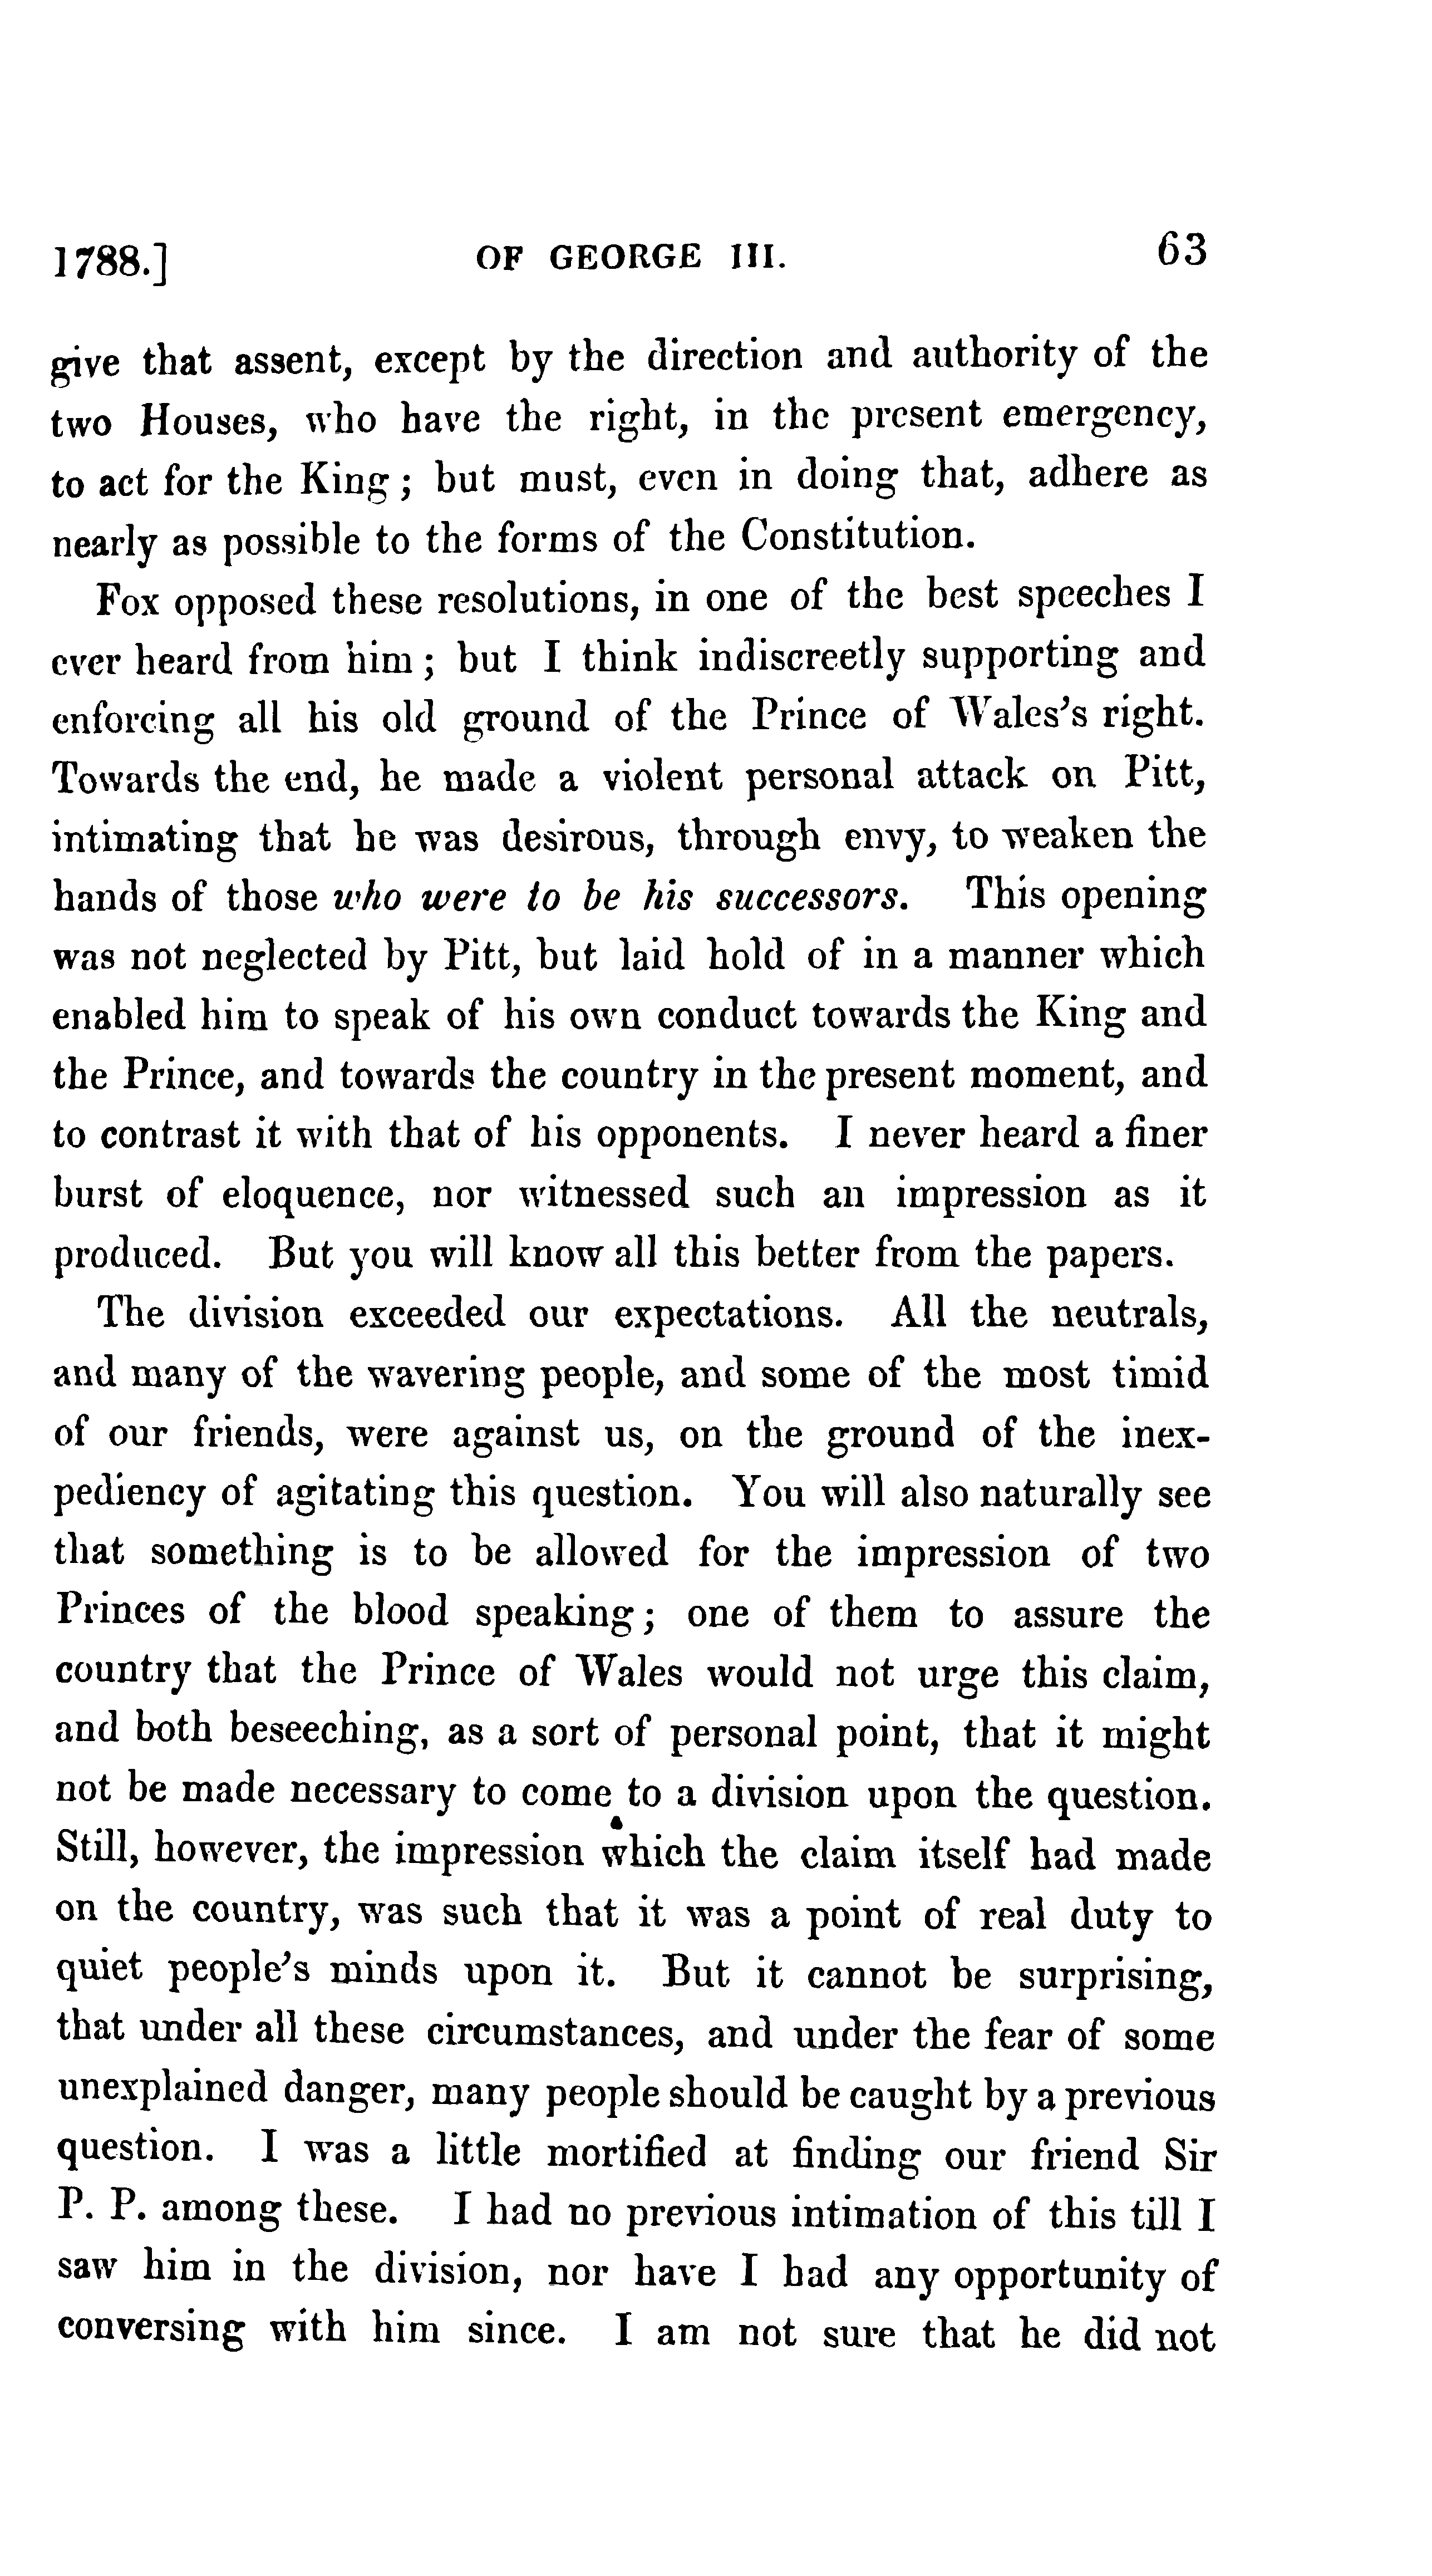 1788.] OF GEORGE III. 63
give that assent, except by the direction and authority of the
two Houses, who have the right, in the present emergency,
to act for the King; but must, even in doing that, adhere as
nearly as possible to the forms of the Constitution.
Fox opposed these resolutions, in one of the best speeches I
ever heard from him; but I think indiscreetly supporting and
enforcing all his old ground of the Prince of Wales's right.
Towards the end, he made a violent personal attack on Pitt,
intimating that he was desirous, through envy, to weaken the
hands of those who were to be his successors. This opening
was not neglected by Pitt, but laid hold of in a manner which
enabled him to speak of his own conduct towards the King and
the Prince, and towards the country in the present moment, and
to contrast it with that of his opponents. I never heard a finer
burst of eloquence, nor witnessed such an impression as it
produced. But you will know all this better from the papers.
The division exceeded our expectations. All the neutrals,
and many of the wavering people, and some of the most timid
of our friends, were against us, on the ground of the inex-
pediency of agitating this question. You will also naturally see
that something is to be allowed for the impression of two
Princes of the blood speaking; one of them to assure the
country that the Prince of Wales would not urge this claim,
and both beseeching, as a sort of personal point, that it might
not be made necessary to come to a division upon the question.
Still, however, the impression which the claim itself had made
on the country, was such that it was a point of real duty to
quiet people's minds upon it. But it cannot be surprising,
that under all these circumstances, and under the fear of some
unexplained danger, many people should be caught by a previous
question. I was a little mortified at finding our friend Sir
P. P. among these. I had no previous intimation of this till I
saw him in the division, nor have I had any opportunity of
conversing with him since. I am not sure that he did not